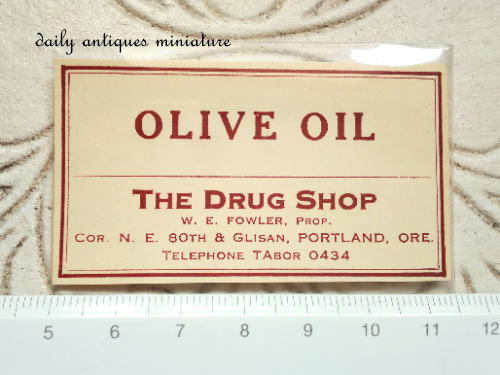 daily antiques miniature
OLIVE OIL
THE DRUG SHOP
W. E. FOWLER, PROP.
COR. N. E. 80TH & GLISAN, PORTLAND, ORE.
TELEPHONE TABOR 0434
5 6 7 8 9 10 11 12